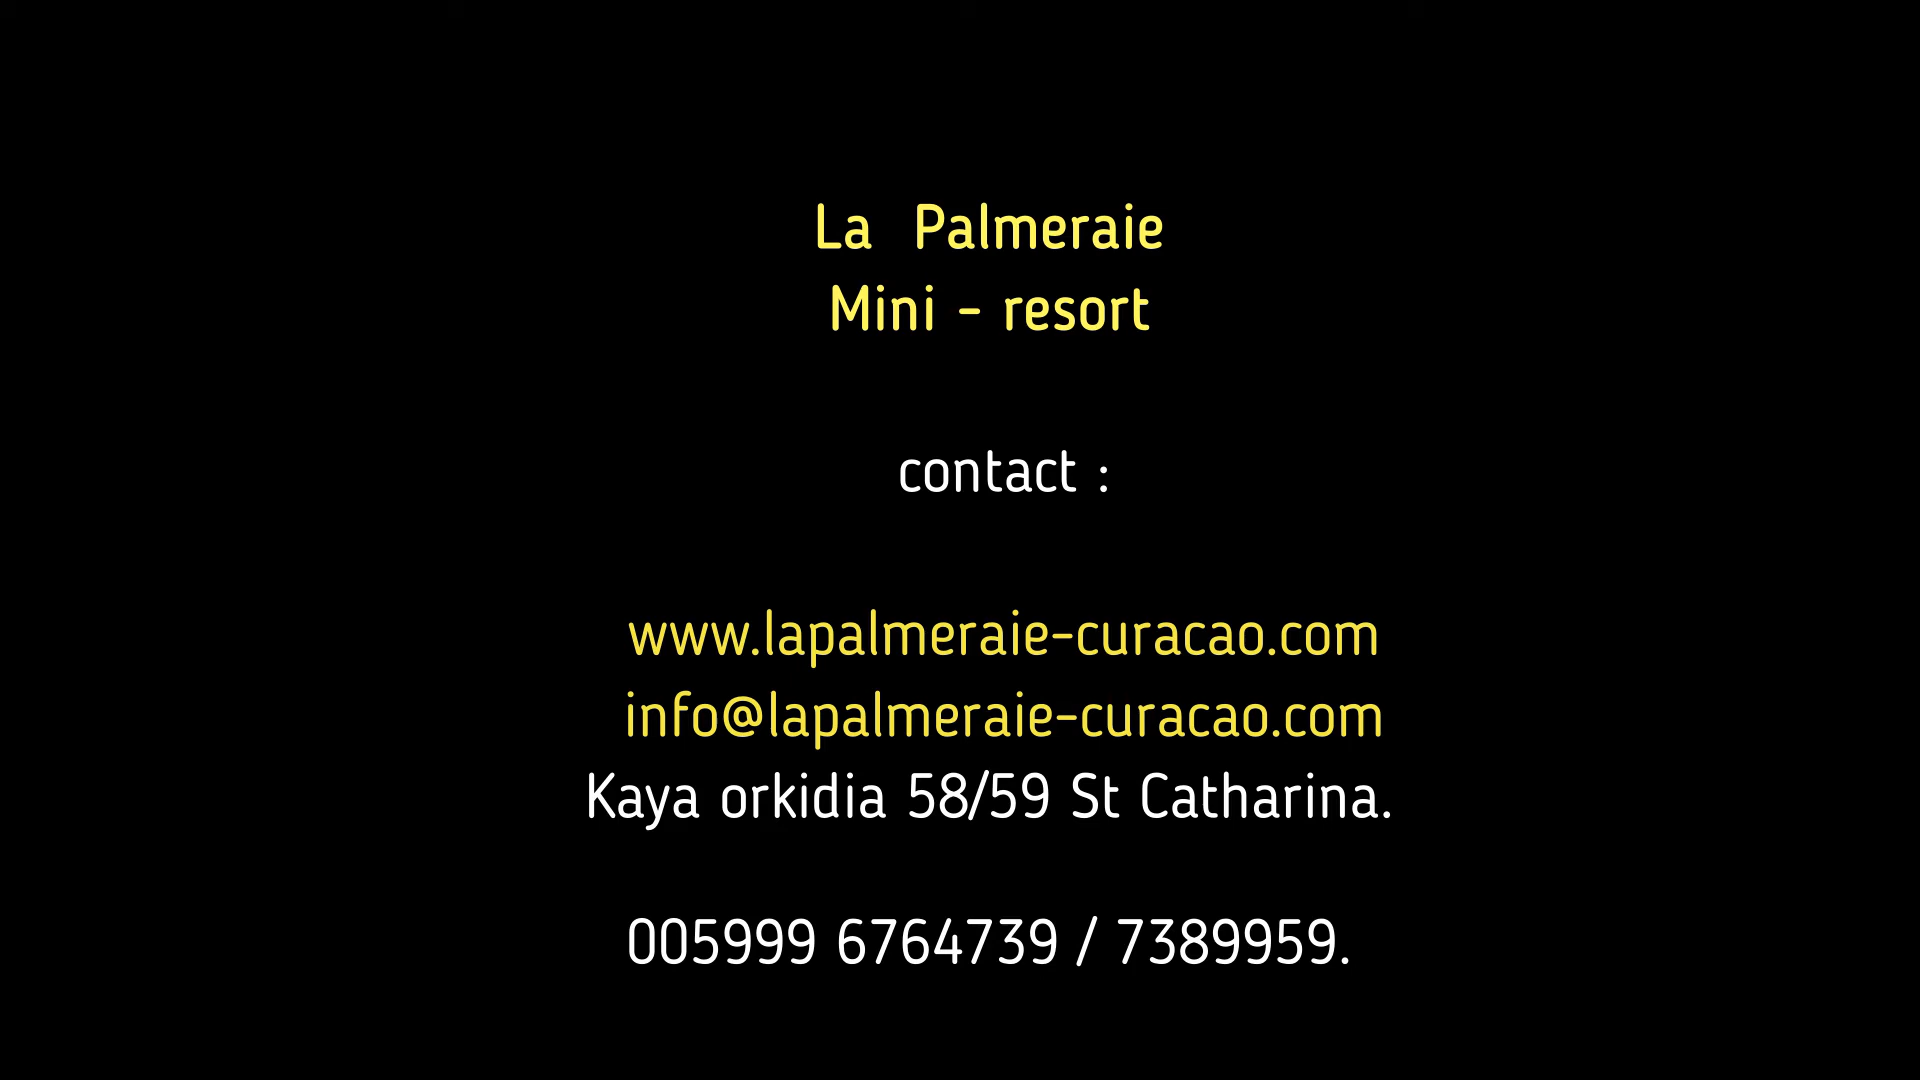 La Palmeraie
Mini - resort
contact :
www.lapalmeraie-curacao.com
info@lapalmeraie-curacao.com
Kaya orkidia 58/59 St Catharina.
005999 6764739 / 7389959.